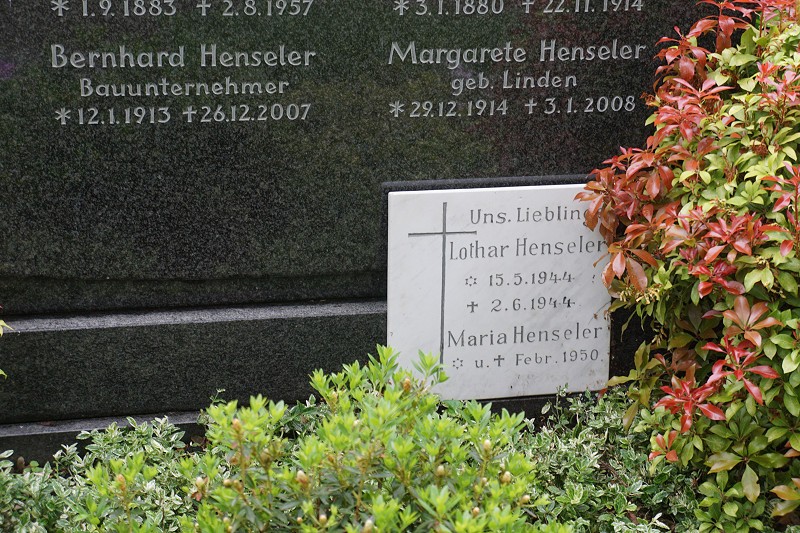 * 1.9.1883 ✝ 2.8.1957
* 3.1.1880 ✝ 22.11.1914
Bernhard Henseler
Bauunternehmer
* 12.1.1913 ✝ 26.12.2007
Margarete Henseler
geb. Linden
* 29.12.1914 ✝ 3.1.2008
Uns. Liebling
Lothar Henseler
* 15.5.1944
✝ 2.6.1944
Maria Henseler
* u. ✝ Febr. 1950.